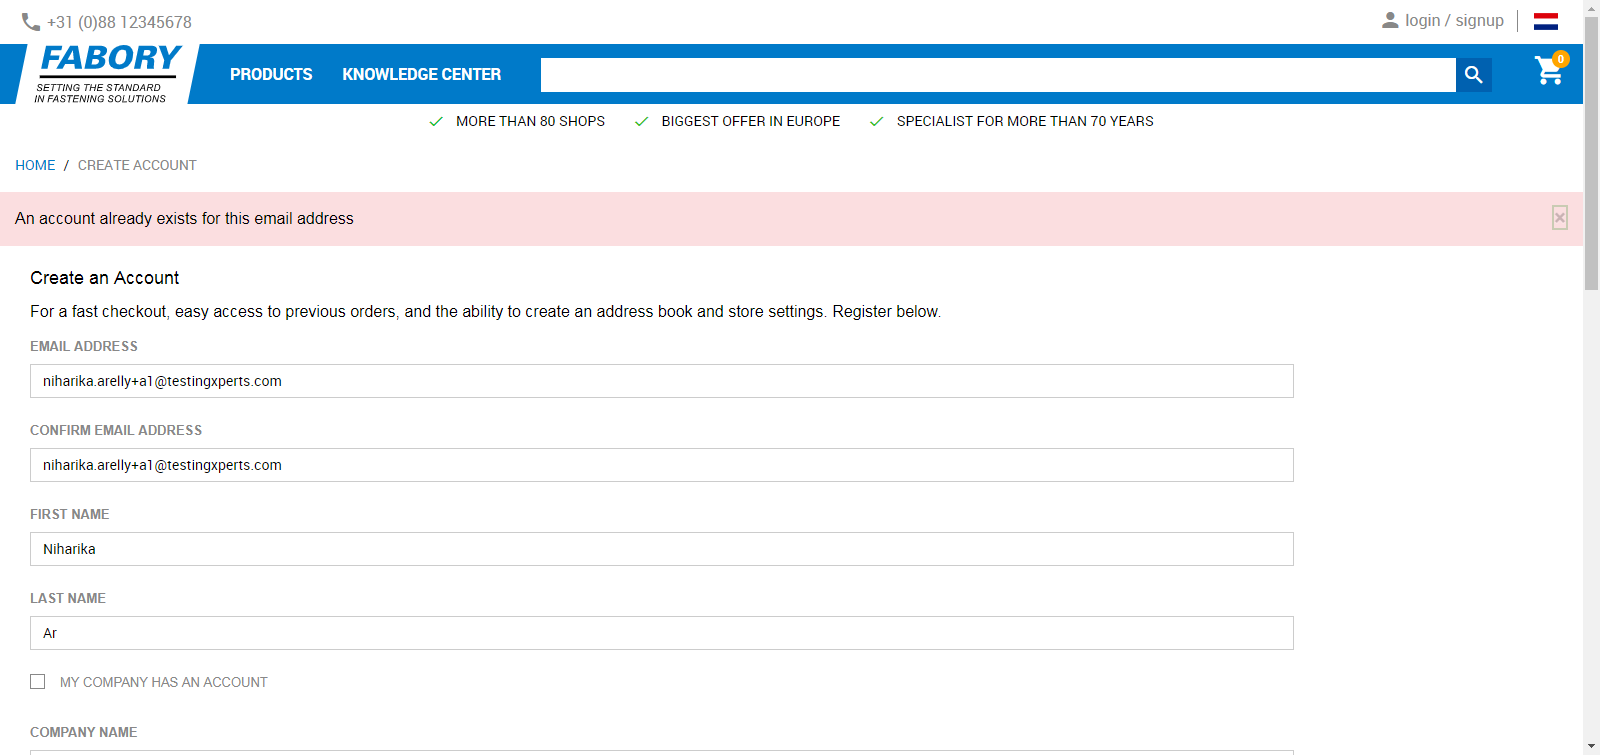 +31 (0)88 12345678
login / signup
FABORY
SETTING THE STANDARD
IN FASTENING SOLUTIONS
PRODUCTS
KNOWLEDGE CENTER
0
MORE THAN 80 SHOPS
BIGGEST OFFER IN EUROPE
SPECIALIST FOR MORE THAN 70 YEARS
HOME / CREATE ACCOUNT
An account already exists for this email address
×
Create an Account
For a fast checkout, easy access to previous orders, and the ability to create an address book and store settings. Register below.
EMAIL ADDRESS
niharika.arelly+a1@testingxperts.com
CONFIRM EMAIL ADDRESS
niharika.arelly+a1@testingxperts.com
FIRST NAME
Niharika
LAST NAME
Ar
MY COMPANY HAS AN ACCOUNT
COMPANY NAME